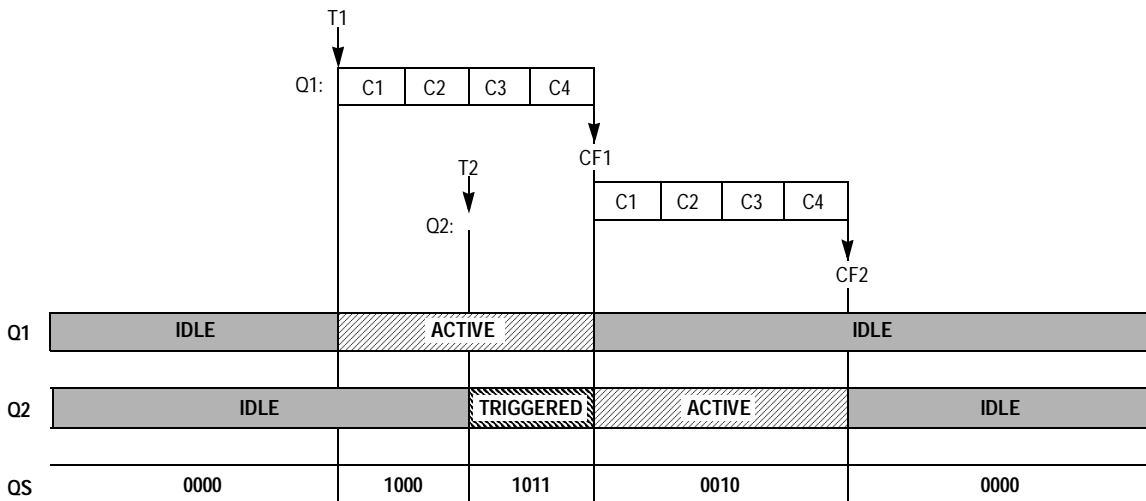 T1
Q1: C1 C2 C3 C4
CF1
T2
C1 C2 C3 C4
Q2:
CF2
Q1 IDLE ACTIVE IDLE
Q2 IDLE TRIGGERED ACTIVE IDLE
QS 0000 1000 1011 0010 0000